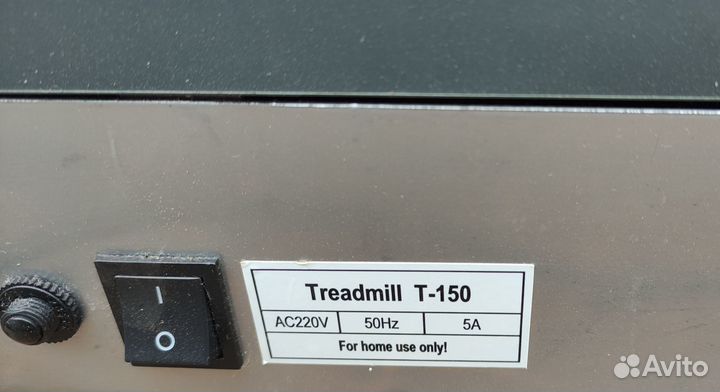 Treadmill T-150
AC220V 50Hz 5A
For home use only!
Avito